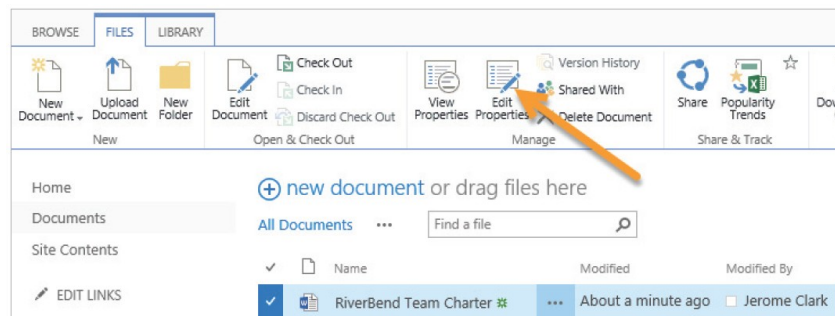 BROWSE FILES LIBRARY
New Document
Upload Document
New Folder
New
Edit Document
Check Out
Check In
Discard Check Out
Open & Check Out
View Properties
Edit Properties
Version History
Shared With
Delete Document
Manage
Share
Popularity Trends
Share & Track
Home
Documents
Site Contents
EDIT LINKS
new document or drag files here
All Documents ...
Find a file
Name Modified Modified By
RiverBend Team Charter ... About a minute ago Jerome Clark